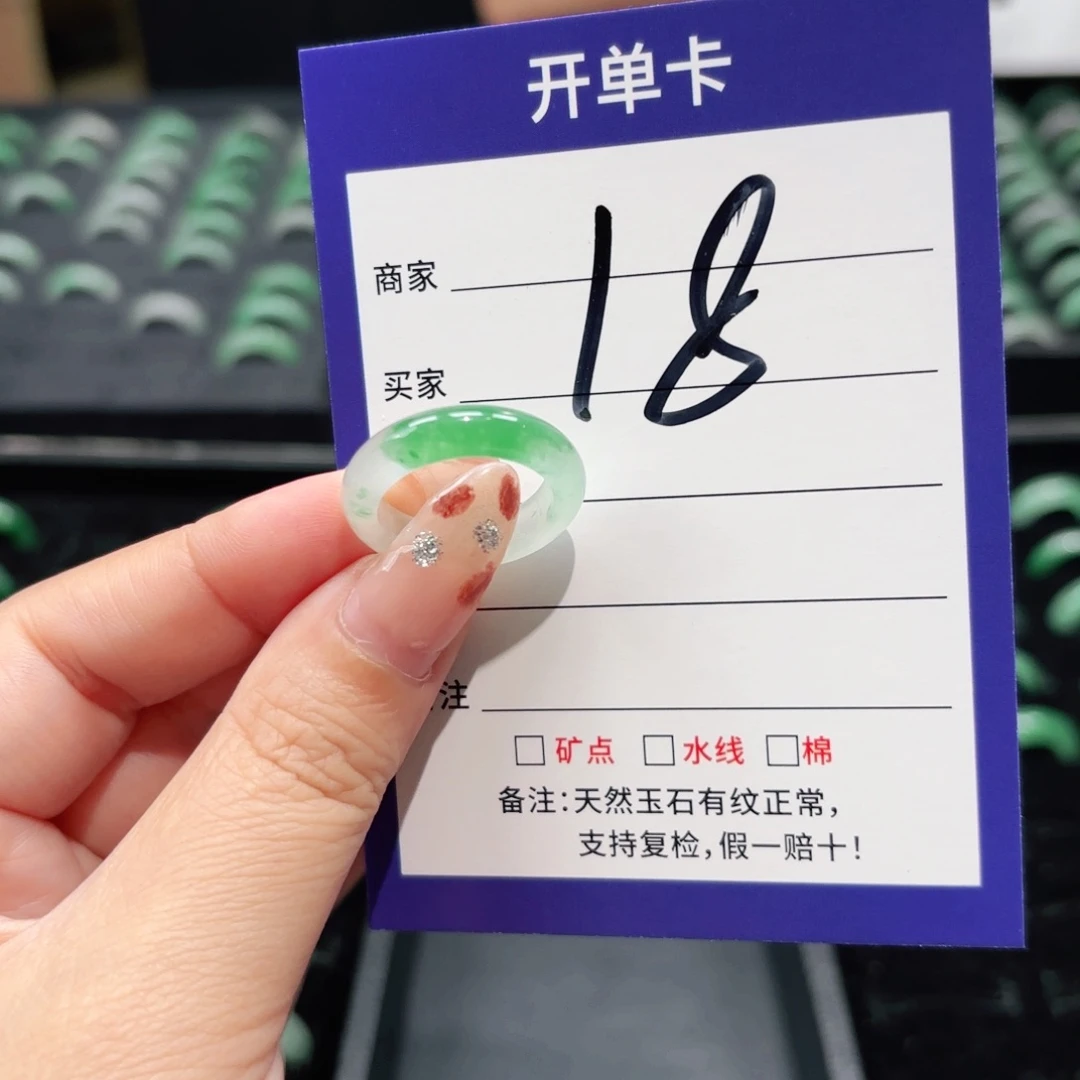 开单卡
18
商家
买家
注
矿点 水线 棉
备注:天然玉石有纹正常,
支持复检,假一赔十!